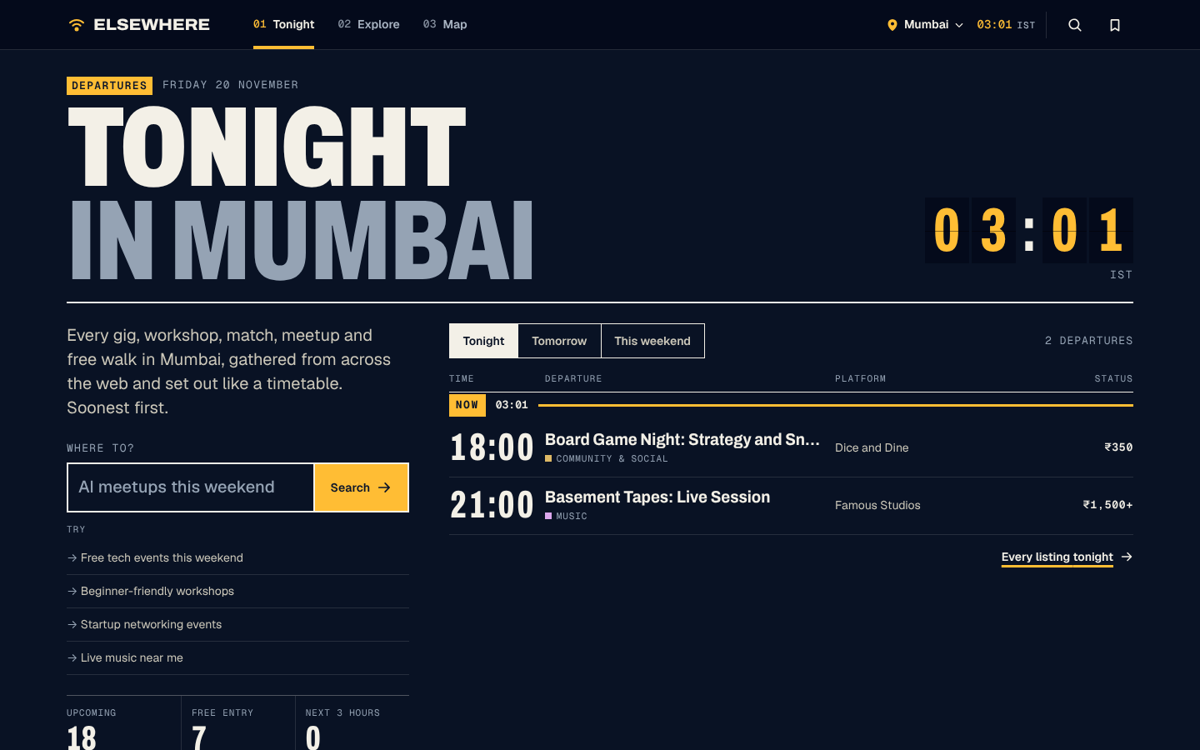 ELSEWHERE
01 Tonight
02 Explore
03 Map
Mumbai
03:01 IST
DEPARTURES FRIDAY 20 NOVEMBER
TONIGHT
IN MUMBAI
03:01
IST
Every gig, workshop, match, meetup and
free walk in Mumbai, gathered from across
the web and set out like a timetable.
Soonest first.
WHERE TO?
AI meetups this weekend
Search →
TRY
→ Free tech events this weekend
→ Beginner-friendly workshops
→ Startup networking events
→ Live music near me
UPCOMING
18
FREE ENTRY
7
NEXT 3 HOURS
0
Tonight
Tomorrow
This weekend
2 DEPARTURES
TIME DEPARTURE PLATFORM STATUS
NOW 03:01
18:00 Board Game Night: Strategy and Sn... Dice and Dine ₹350
COMMUNITY & SOCIAL
21:00 Basement Tapes: Live Session Famous Studios ₹1,500+
MUSIC
Every listing tonight →